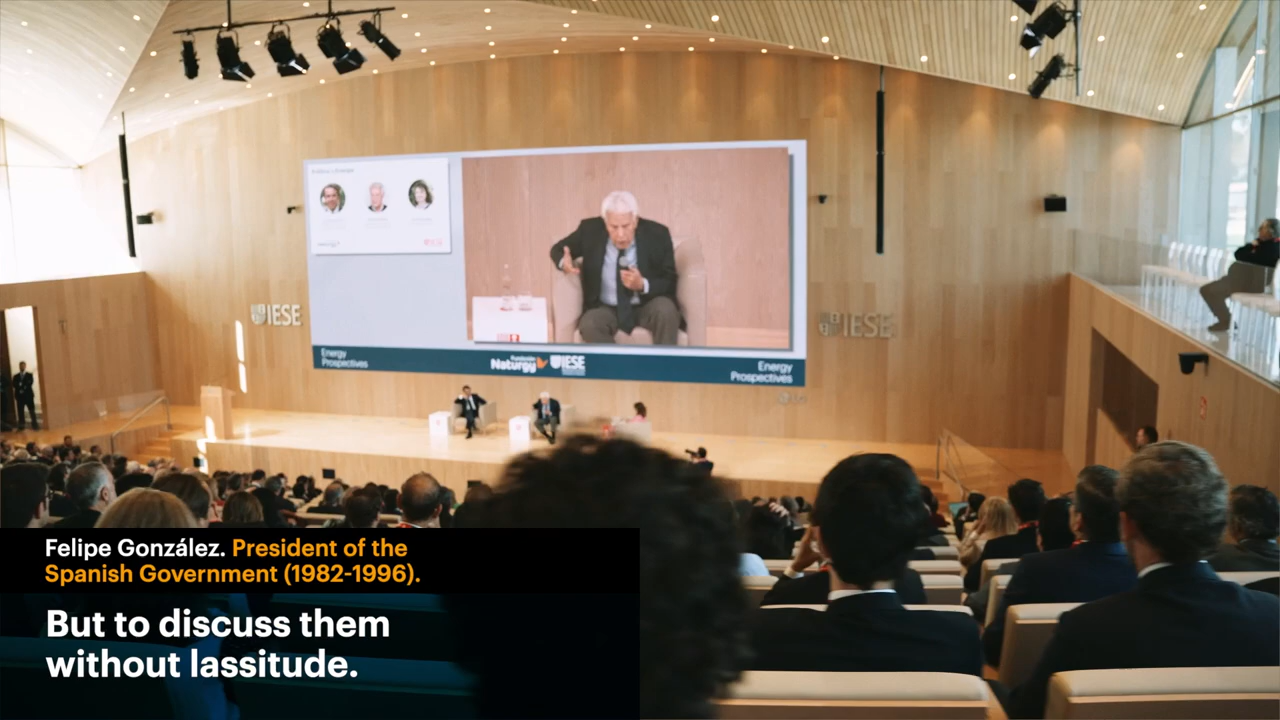 IESE
IESE
Energy
Prospectives
Fundación
Naturgy
IESE
Energy
Prospectives
Felipe González. President of the
Spanish Government (1982-1996).
But to discuss them
without lassitude.